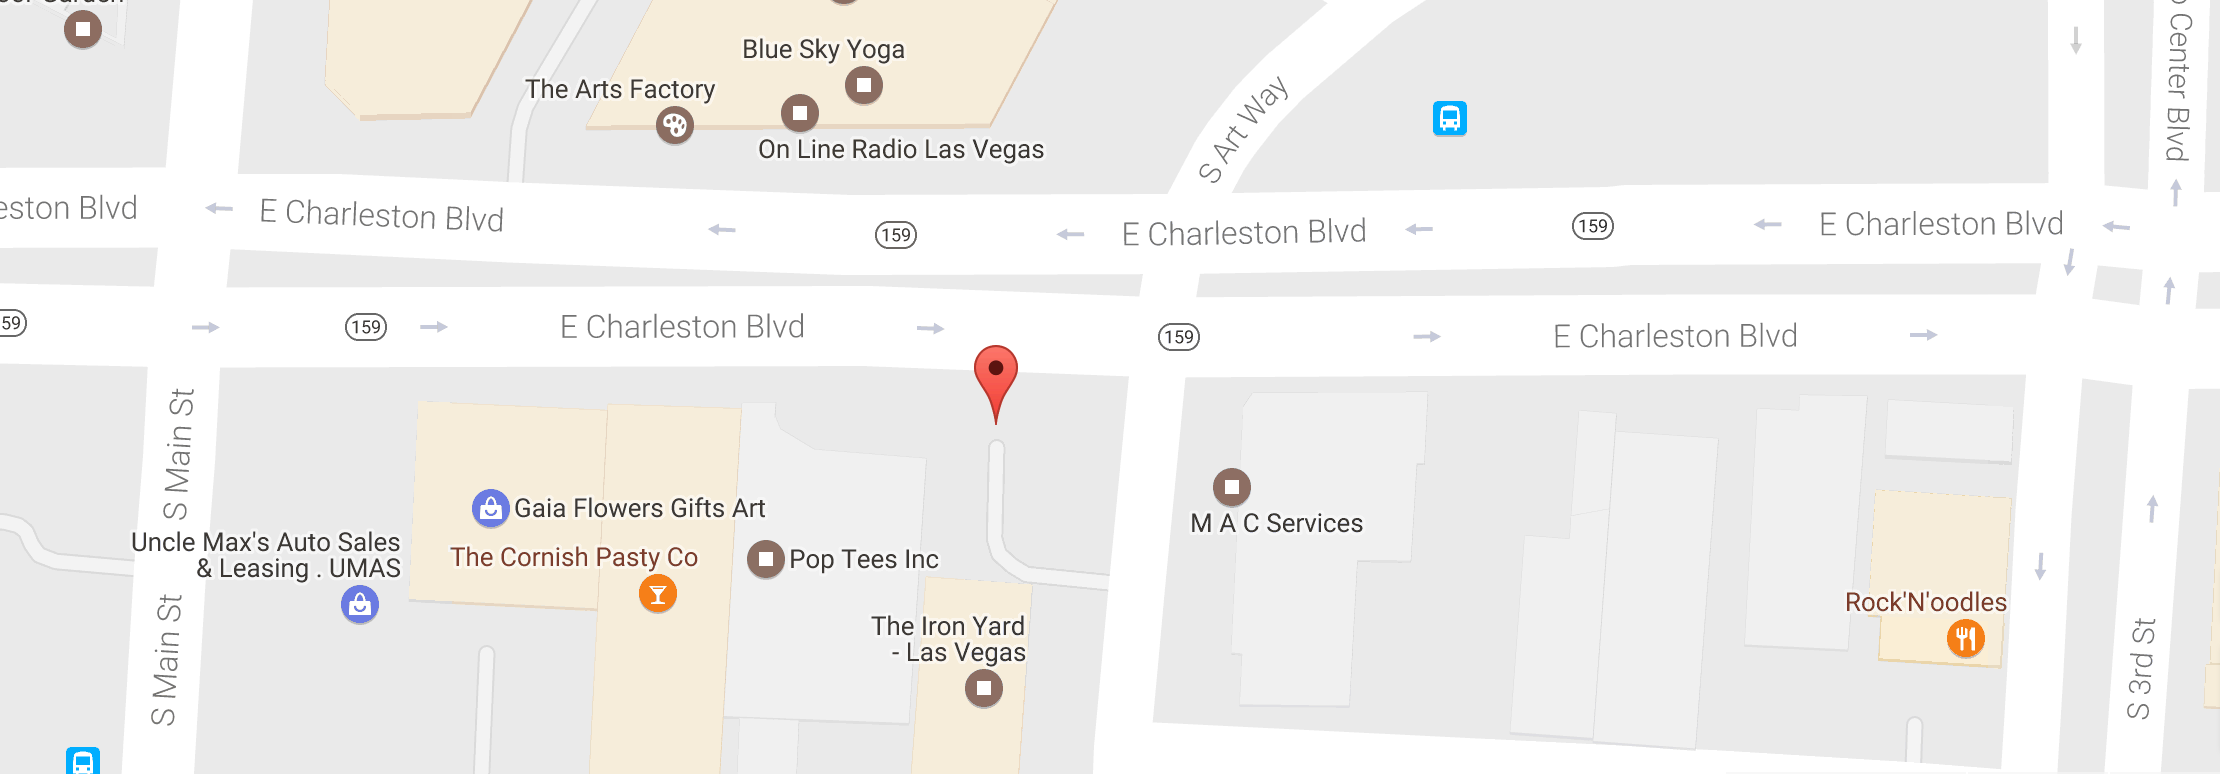 Blue Sky Yoga
The Arts Factory
On Line Radio Las Vegas
S Art Way
Center Blvd
Blvd
E Charleston Blvd
159
E Charleston Blvd
159
E Charleston Blvd
59
159
E Charleston Blvd
159
E Charleston Blvd
S Main St
Gaia Flowers Gifts Art
Uncle Max's Auto Sales
& Leasing . UMAS
The Cornish Pasty Co
Pop Tees Inc
M A C Services
The Iron Yard
- Las Vegas
Rock'N'oodles
S Main St
S 3rd St